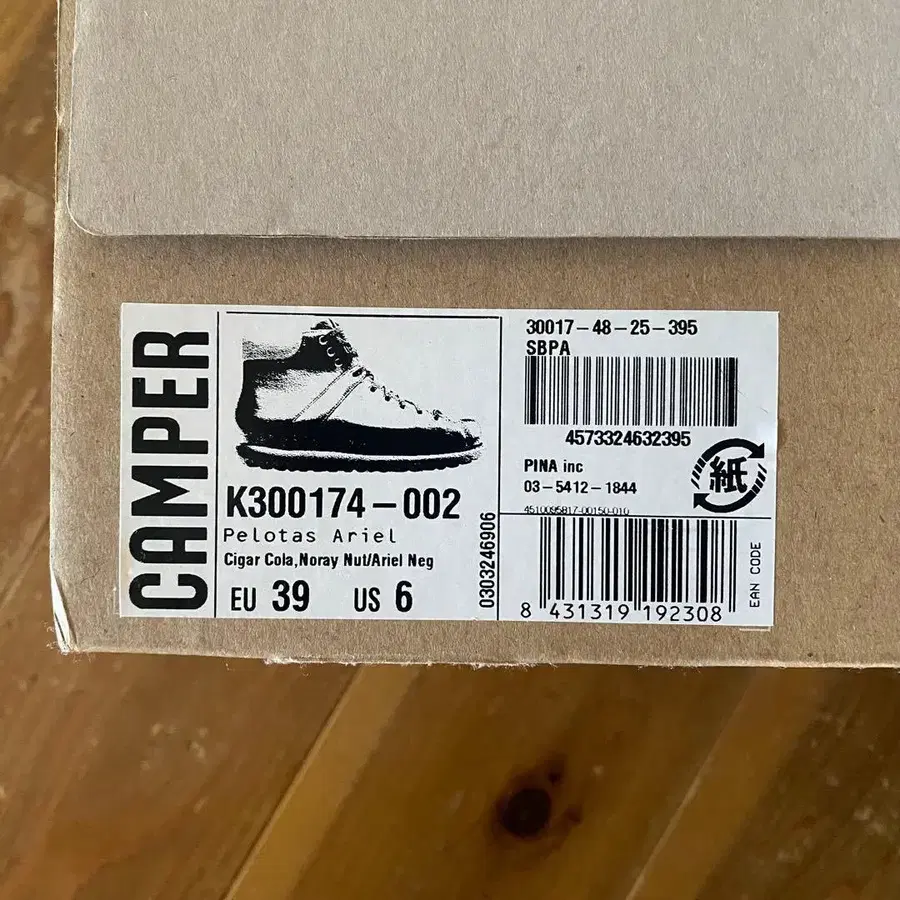 CAMPER
K300174-002
Pelotas Ariel
Cigar Cola,Noray Nut/Ariel Neg
EU 39 US 6
0303246906
30017-48-25-395
SBPA
4573324632395
PINA inc
03-5412-1844
紙
4510095817-00150-010
8 431319 192308
EAN CODE